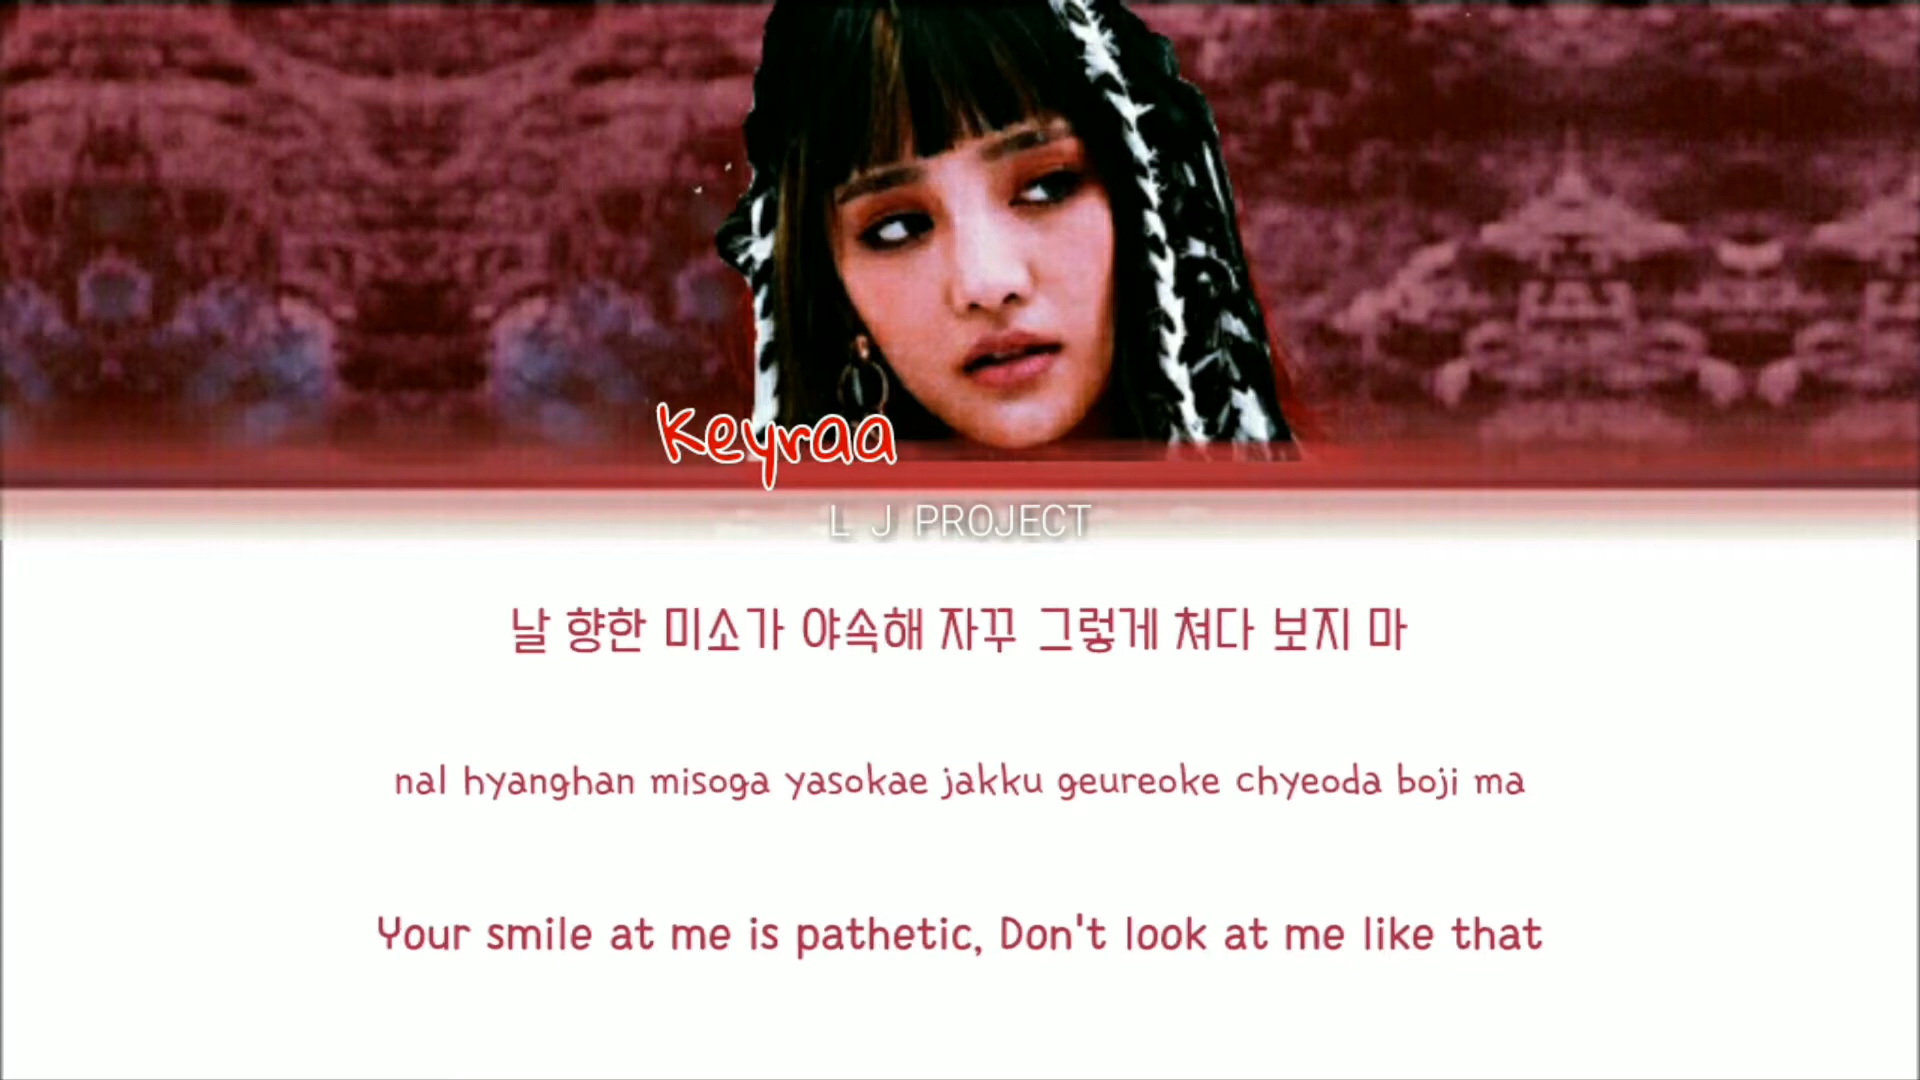 Keyraa
L J PROJECT
날 향한 미소가 야속해 자꾸 그렇게 쳐다 보지 마
nal hyanghan misoga yasokae jakku geureoke chyeoda boji ma
Your smile at me is pathetic, Don't look at me like that